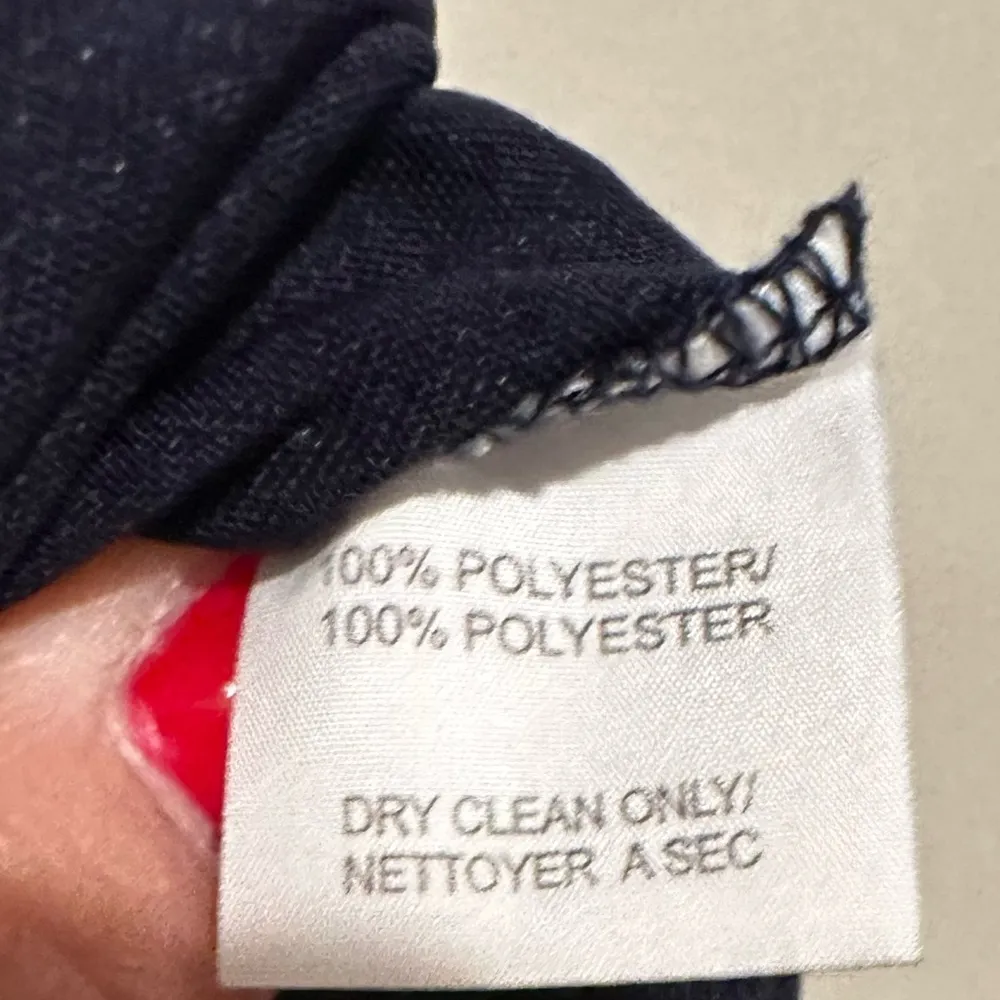 100% POLYESTER/
100% POLYESTER
DRY CLEAN ONLY/
NETTOYER A SEC